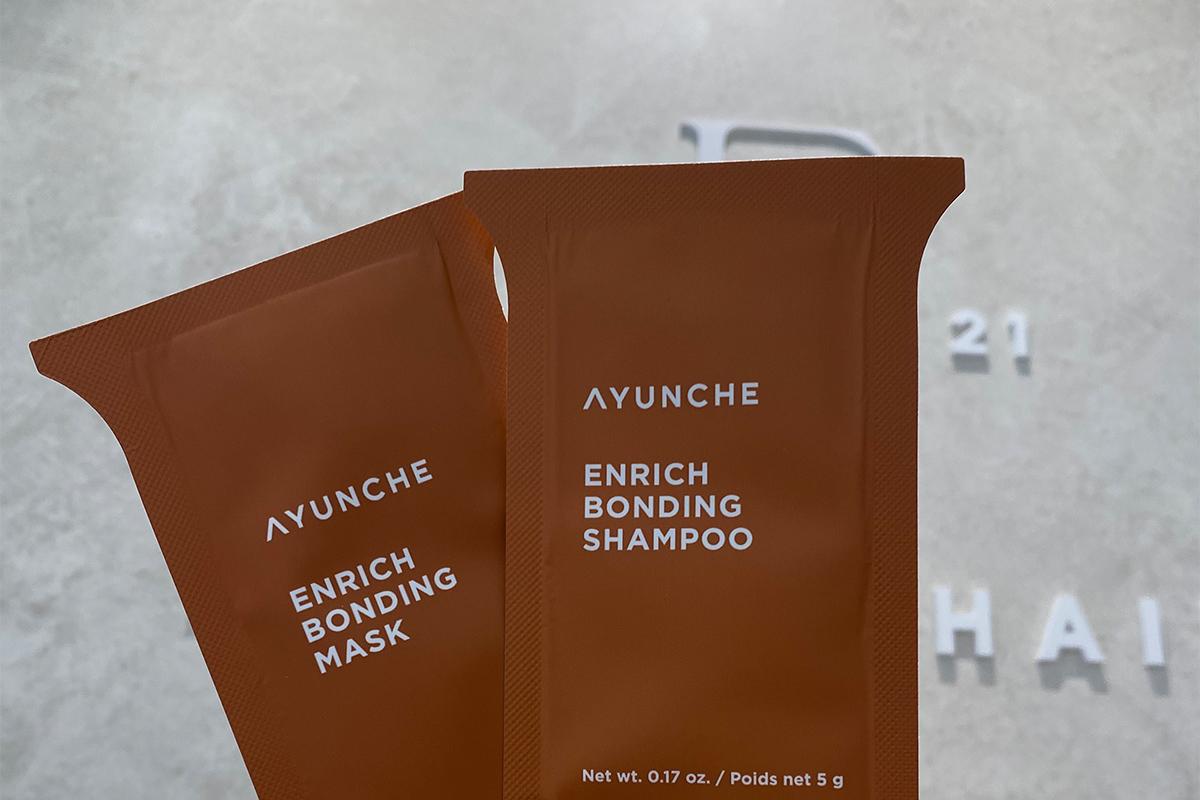 AYUNCHE
ENRICH
BONDING
MASK
AYUNCHE
ENRICH
BONDING
SHAMPOO
Net wt. 0.17 oz. / Poids net 5 g
21
HAI